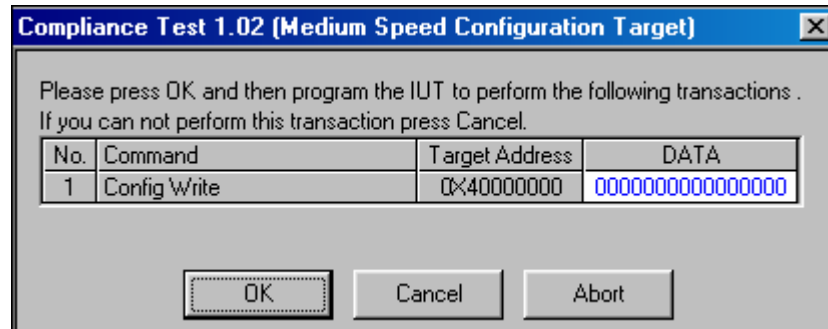 Compliance Test 1.02 (Medium Speed Configuration Target)
Please press OK and then program the IUT to perform the following transactions .
If you can not perform this transaction press Cancel.
No. Command Target Address DATA
1 Config Write 0X40000000 0000000000000000
OK Cancel Abort